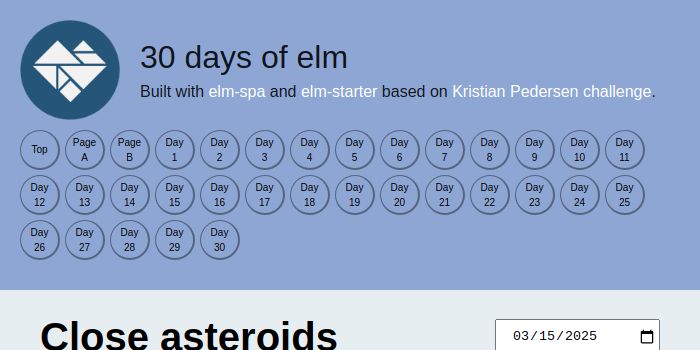 30 days of elm
Built with elm-spa and elm-starter based on Kristian Pedersen challenge.
Top Page A Page B Day 1 Day 2 Day 3 Day 4 Day 5 Day 6 Day 7 Day 8 Day 9 Day 10 Day 11
Day 12 Day 13 Day 14 Day 15 Day 16 Day 17 Day 18 Day 19 Day 20 Day 21 Day 22 Day 23 Day 24 Day 25
Day 26 Day 27 Day 28 Day 29 Day 30
Close asteroids 03/15/2025